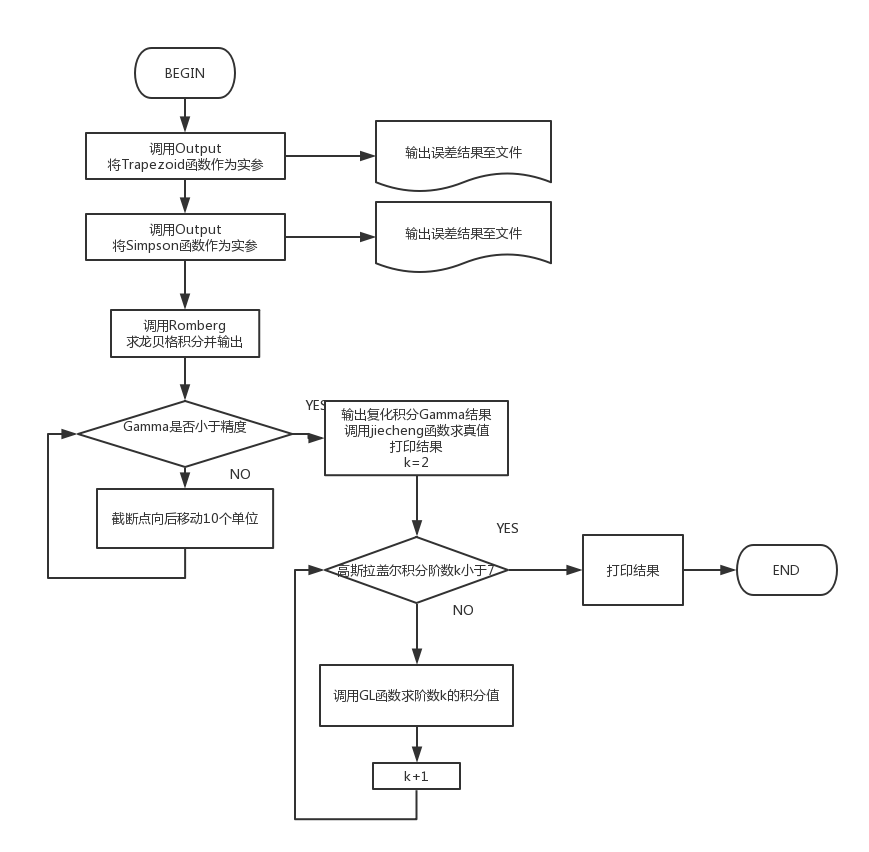 BEGIN
调用Output
将Trapezoid函数作为实参
输出误差结果至文件
调用Output
将Simpson函数作为实参
输出误差结果至文件
调用Romberg
求龙贝格积分并输出
Gamma是否小于精度
YES
NO
截断点向后移动10个单位
输出复化积分Gamma结果
调用jiecheng函数求真值
打印结果
k=2
高斯拉盖尔积分阶数k小于7
YES
打印结果
END
NO
调用GL函数求阶数k的积分值
k+1